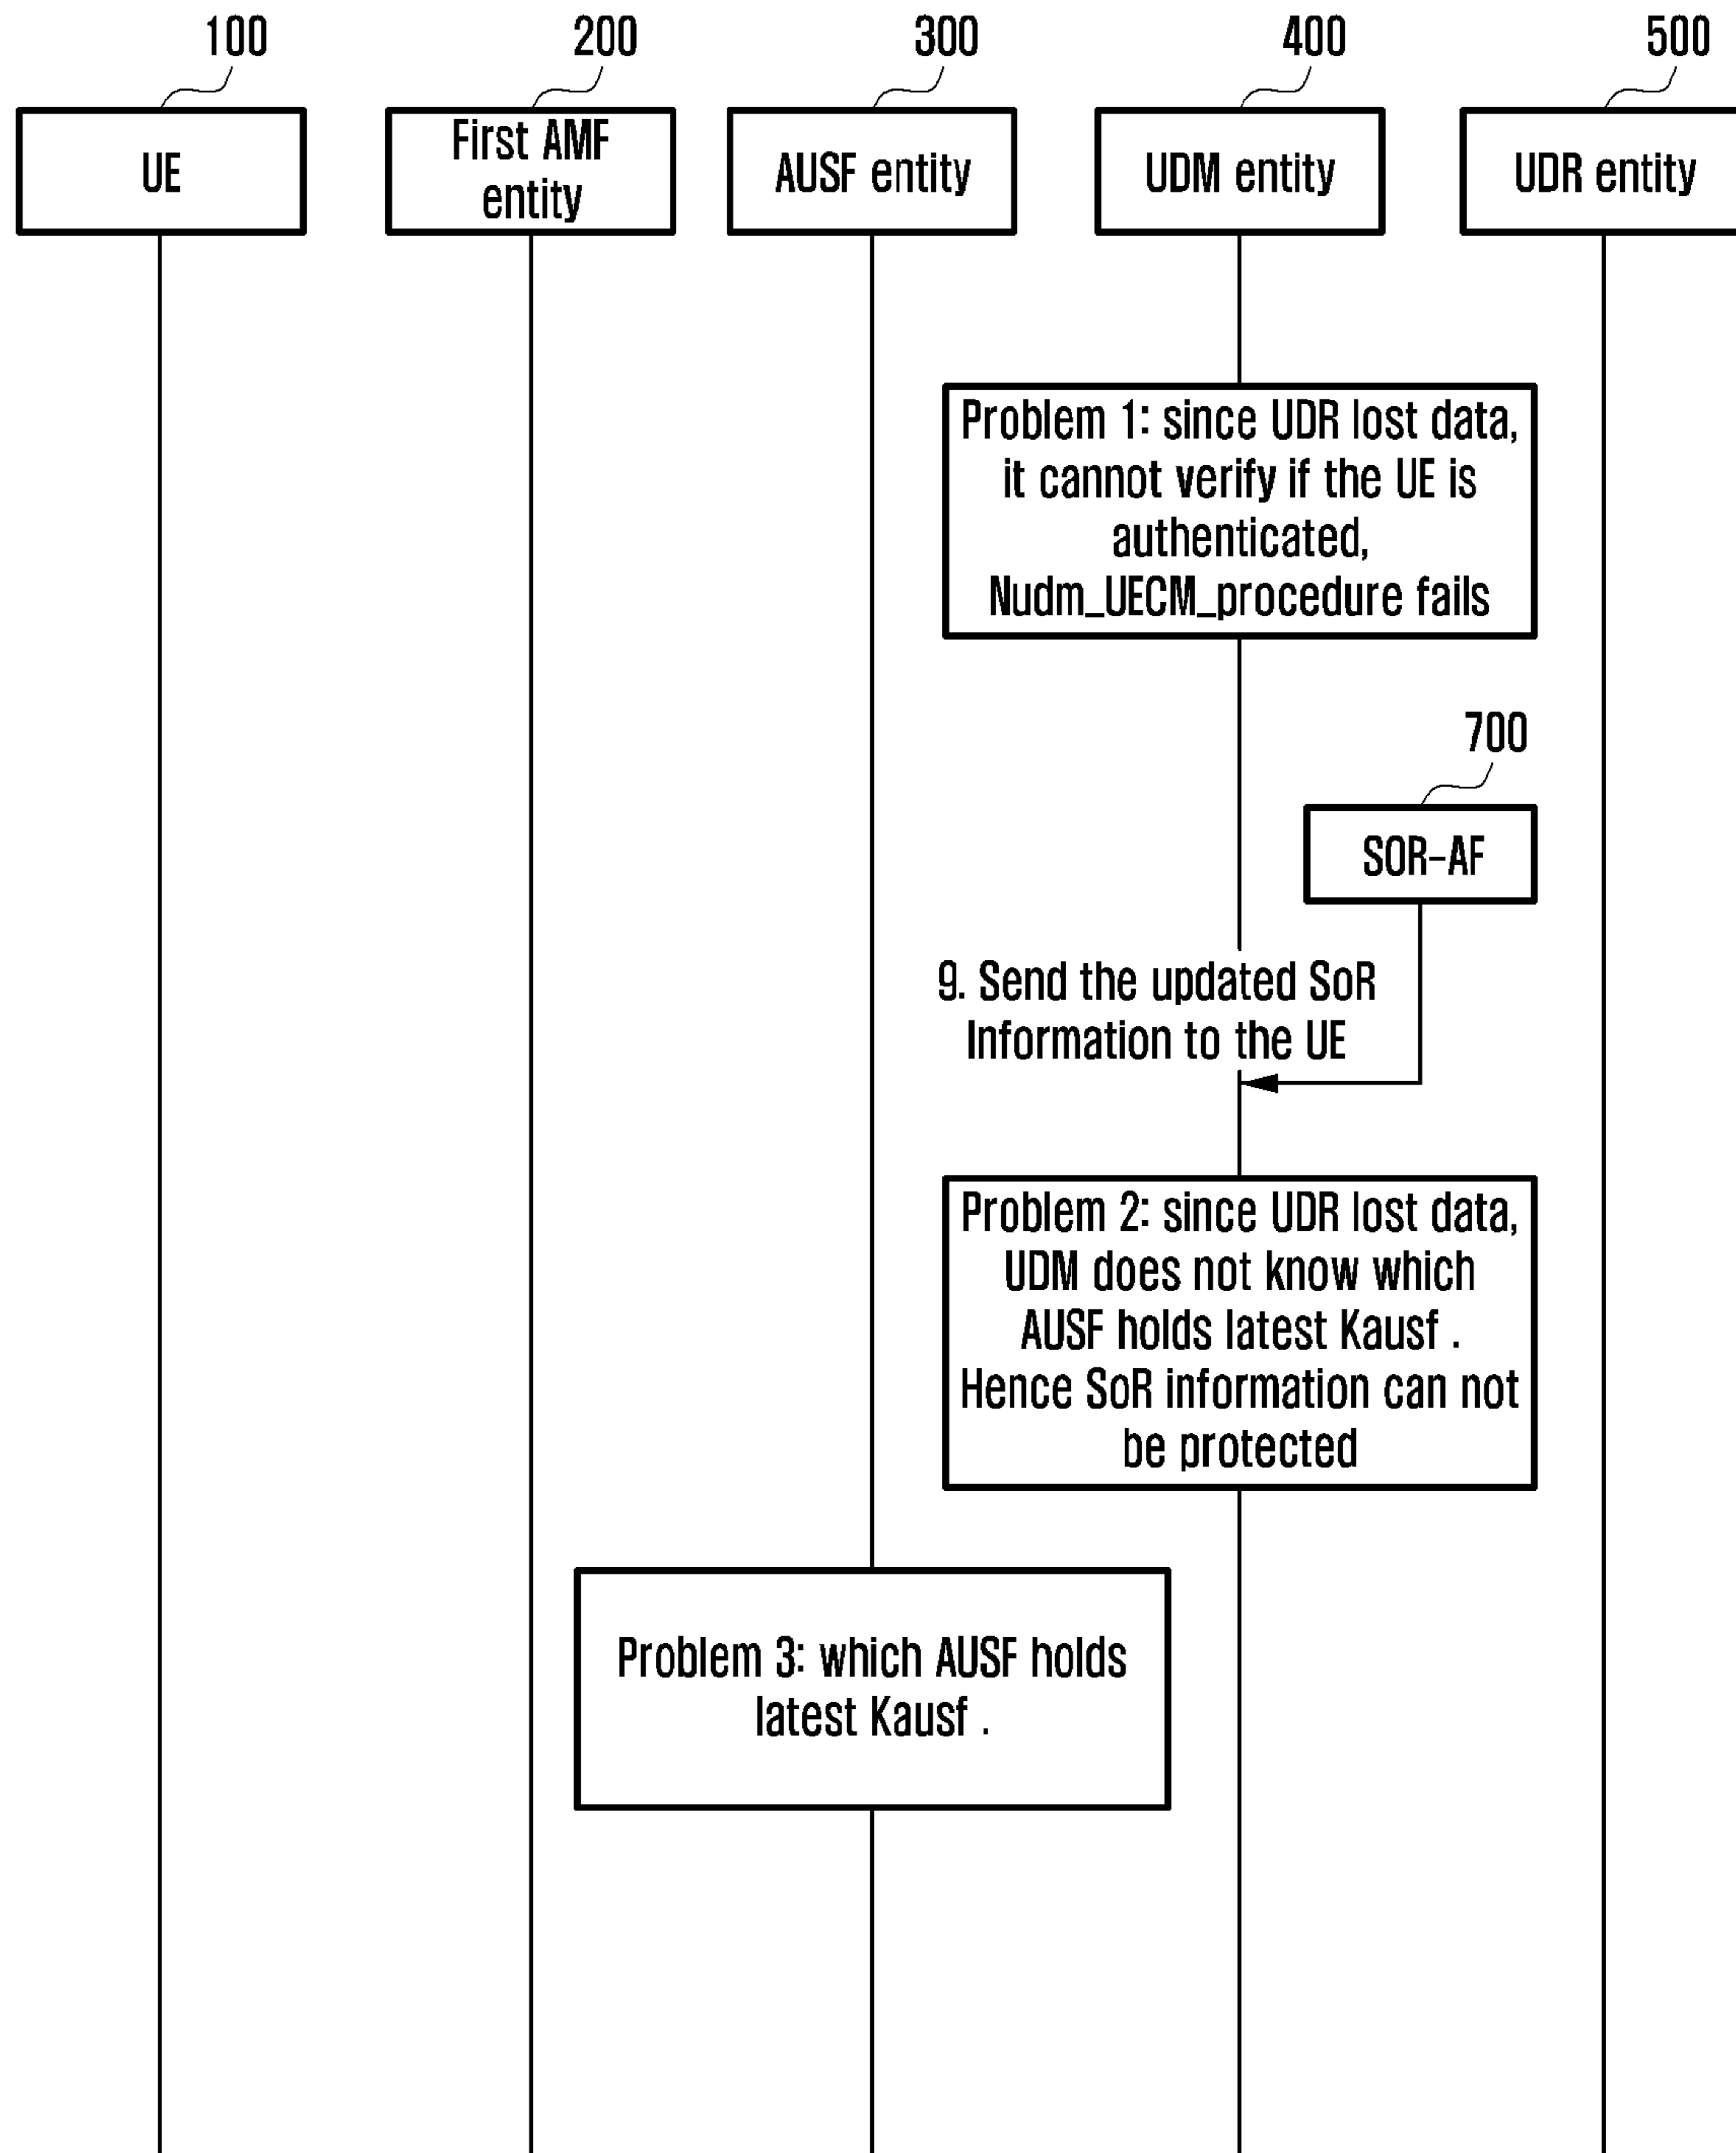 100
200
300
400
500
UE
First AMF
entity
AUSF entity
UDM entity
UDR entity
Problem 1: since UDR lost data,
it cannot verify if the UE is
authenticated,
Nudm_UECM_procedure fails
700
SOR-AF
9. Send the updated SoR
Information to the UE
Problem 2: since UDR lost data,
UDM does not know which
AUSF holds latest Kausf .
Hence SoR information can not
be protected
Problem 3: which AUSF holds
latest Kausf .